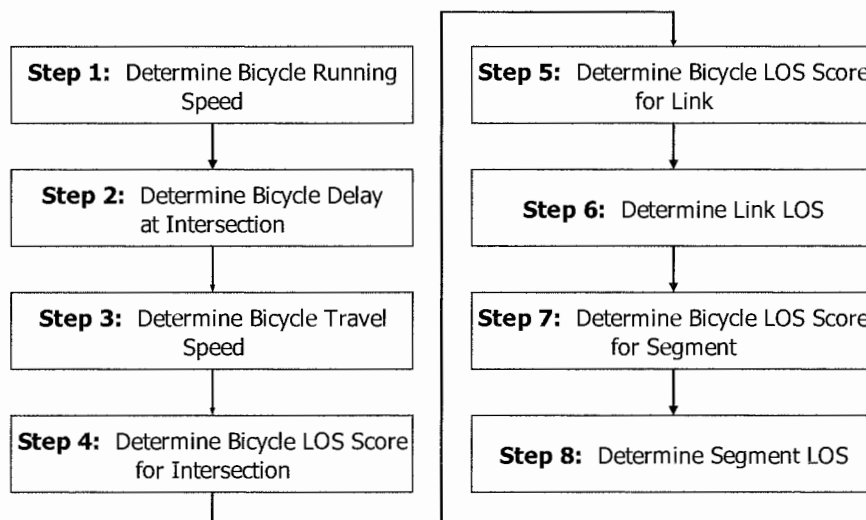 Step 1: Determine Bicycle Running
Speed
Step 2: Determine Bicycle Delay
at Intersection
Step 3: Determine Bicycle Travel
Speed
Step 4: Determine Bicycle LOS Score
for Intersection
Step 5: Determine Bicycle LOS Score
for Link
Step 6: Determine Link LOS
Step 7: Determine Bicycle LOS Score
for Segment
Step 8: Determine Segment LOS